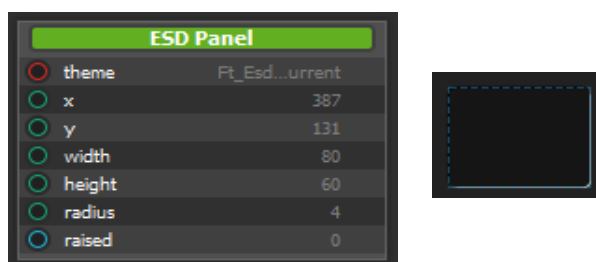 ESD Panel
theme Ft_Esd...urrent
x 387
y 131
width 80
height 60
radius 4
raised 0